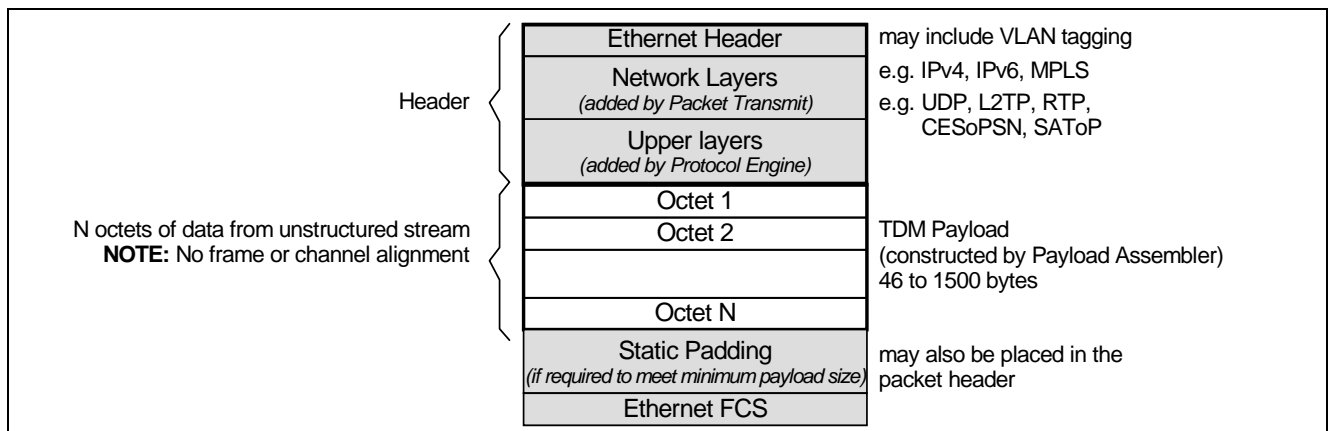 Ethernet Header
may include VLAN tagging
Network Layers
(added by Packet Transmit)
e.g. IPv4, IPv6, MPLS
Header
e.g. UDP, L2TP, RTP,
CESoPSN, SAToP
Upper layers
(added by Protocol Engine)
Octet 1
N octets of data from unstructured stream
NOTE: No frame or channel alignment
Octet 2
TDM Payload
(constructed by Payload Assembler)
46 to 1500 bytes
Octet N
Static Padding
(if required to meet minimum payload size)
may also be placed in the
packet header
Ethernet FCS